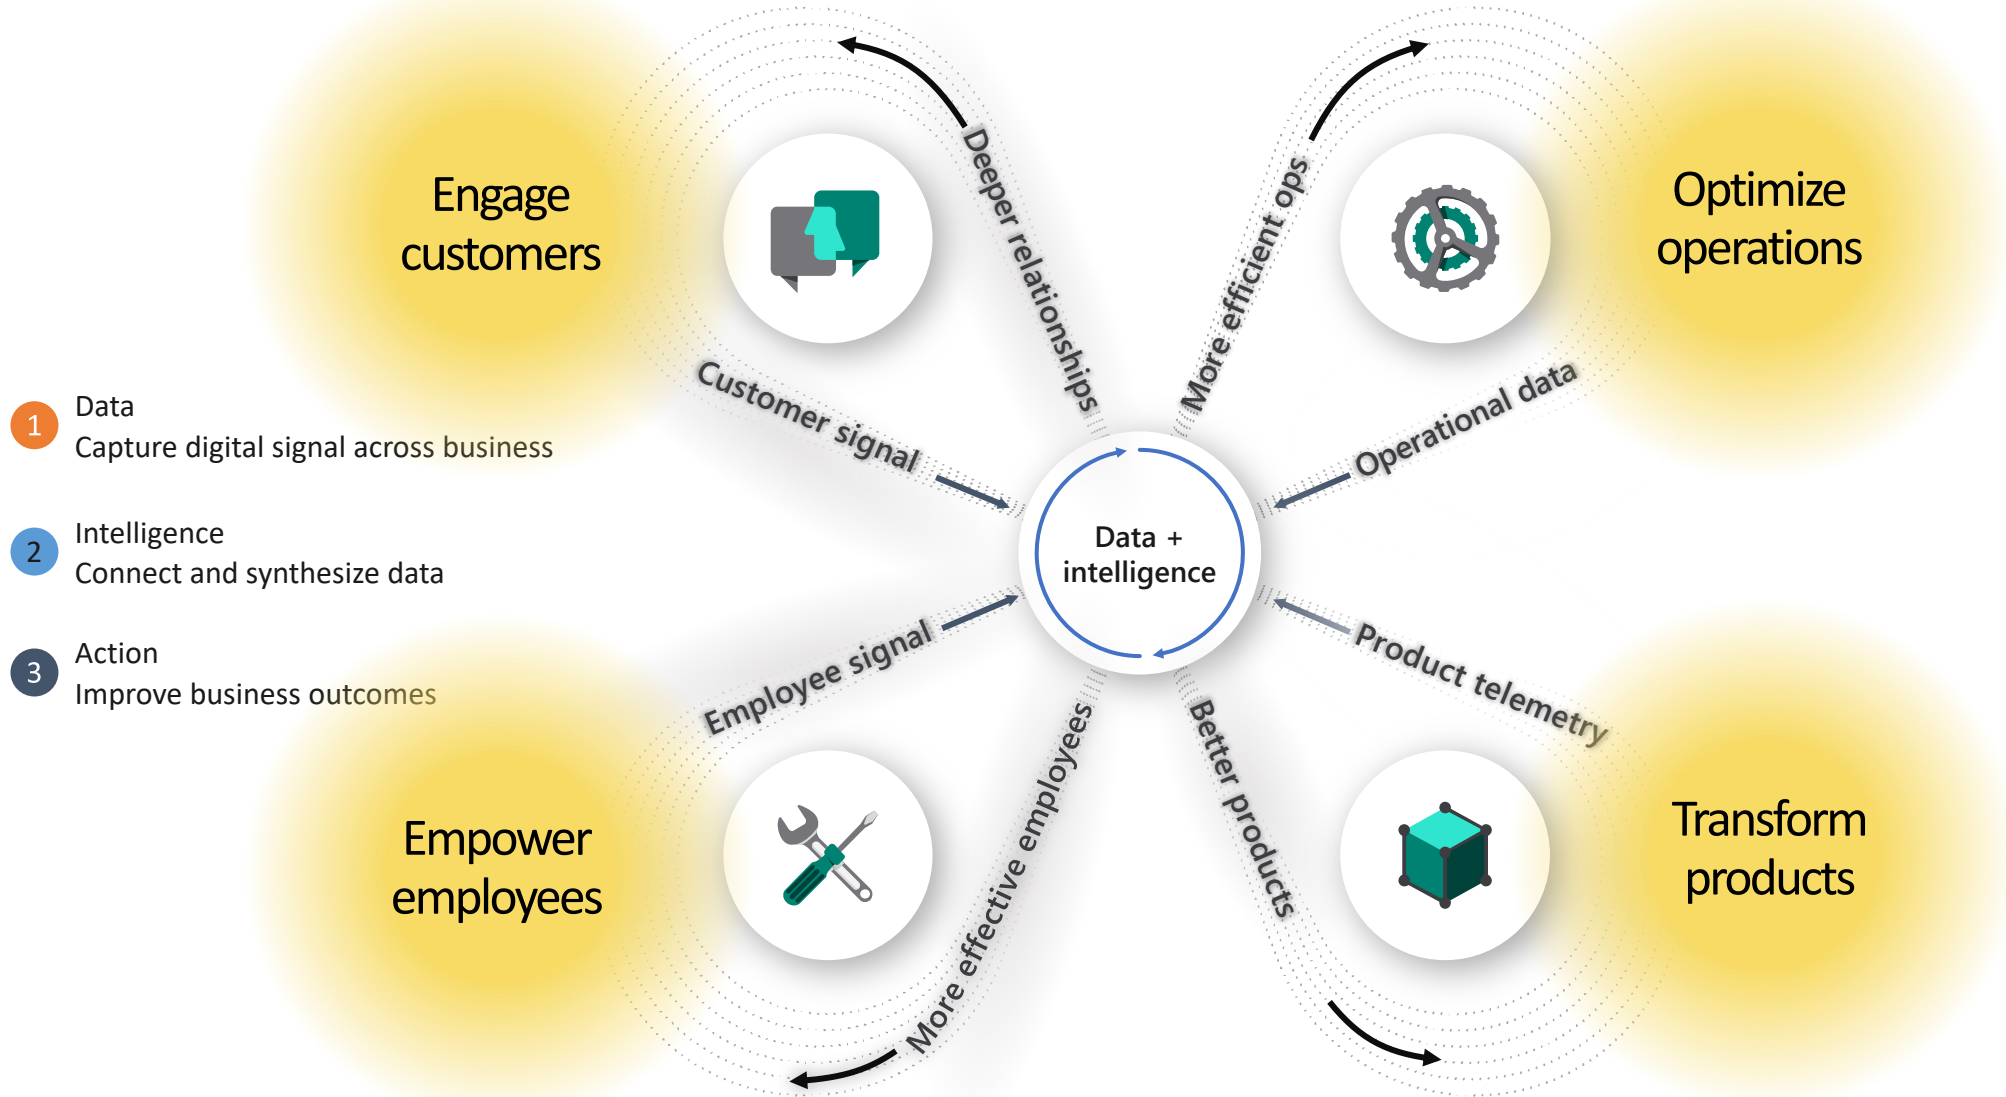 Engage
customers
Deeper relationships
Customer signal
More efficient ops
Operational data
Optimize
operations
1
Data
Capture digital signal across business
2
Intelligence
Connect and synthesize data
3
Action
Improve business outcomes
Data +
intelligence
Employee signal
More effective employees
Empower
employees
Product telemetry
Better products
Transform
products